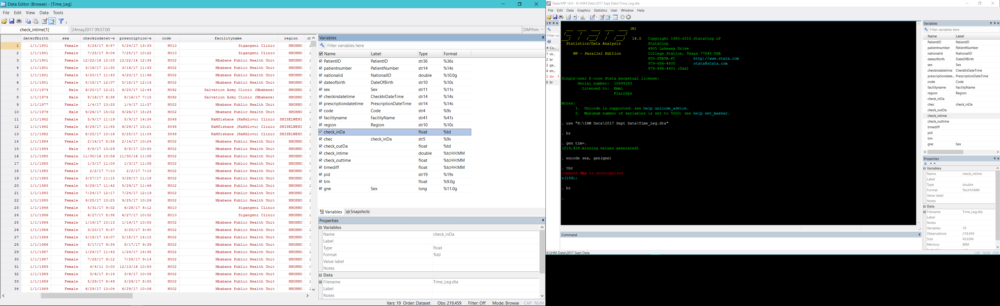 Data Editor (Browse) - [Time_Leg]
File Edit View Data Tools
check_intime[1] 24may2017 09:57:00 DMYhm:
dateofbirth sex checkindatet~e prescription~e code facilityname region
1 1/1/1901 Female 5/24/17 9:57 5/24/17 13:33 H010 Sigangeni Clinic HHOHHO
2 1/1/1901 Female 7/25/17 9:04 7/25/17 10:22 H010 Sigangeni Clinic HHOHHO
3 1/1/1901 Female 12/22/16 12:03 12/22/16 12:34 H002 Mbabane Public Health Unit HHOHHO
4 1/1/1901 Female 3/16/17 11:30 3/16/17 11:33 H002 Mbabane Public Health Unit HHOHHO
5 1/1/1901 Female 4/20/17 11:43 4/20/17 11:46 H002 Mbabane Public Health Unit HHOHHO
6 1/1/1901 Female 5/18/17 12:07 5/18/17 12:14 H002 Mbabane Public Health Unit HHOHHO
7 1/1/1974 Male 6/20/17 12:21 6/20/17 12:44 H092 Salvation Army Clinic (Mbabane) HHOHHO
8 1/1/1974 Male 8/16/17 6:38 8/16/17 7:15 H092 Salvation Army Clinic (Mbabane) HHOHHO
9 1/1/1977 Female 1/4/17 10:33 1/4/17 11:37 H002 Mbabane Public Health Unit HHOHHO
10 1/1/1979 Male 9/26/17 15:02 9/26/17 15:24 H002 Mbabane Public Health Unit HHOHHO
11 1/1/1982 Female 5/9/17 11:19 5/9/17 14:34 S048 KaMfishane (KaNdlovu) Clinic SHISELWENI
12 1/1/1982 Female 6/29/17 11:55 6/29/17 13:21 S048 KaMfishane (KaNdlovu) Clinic SHISELWENI
13 1/1/1982 Female 8/25/17 10:16 8/25/17 11:04 S048 KaMfishane (KaNdlovu) Clinic SHISELWENI
14 1/1/1984 Female 2/14/17 8:58 2/14/17 10:24 H002 Mbabane Public Health Unit HHOHHO
15 1/1/1984 Male 8/8/17 10:29 8/8/17 10:50 H002 Mbabane Public Health Unit HHOHHO
16 1/1/1985 Female 11/30/16 10:56 11/30/16 11:08 H002 Mbabane Public Health Unit HHOHHO
17 1/1/1985 Female 1/3/17 11:03 1/3/17 11:08 H002 Mbabane Public Health Unit HHOHHO
18 1/1/1985 Female 2/2/17 7:10 2/2/17 7:10 H002 Mbabane Public Health Unit HHOHHO
19 1/1/1985 Female 3/27/17 11:15 3/28/17 11:18 H002 Mbabane Public Health Unit HHOHHO
20 1/1/1985 Female 5/29/17 11:42 5/29/17 11:46 H002 Mbabane Public Health Unit HHOHHO
21 1/1/1985 Female 7/24/17 12:17 7/24/17 12:19 H002 Mbabane Public Health Unit HHOHHO
22 1/1/1985 Female 9/25/17 10:25 9/25/17 10:26 H002 Mbabane Public Health Unit HHOHHO
23 1/1/1986 Female 5/31/17 9:02 6/28/17 8:12 H010 Sigangeni Clinic HHOHHO
24 1/1/1986 Female 6/27/17 8:38 6/27/17 10:02 H010 Sigangeni Clinic HHOHHO
25 1/1/1986 Female 1/19/17 10:13 1/19/17 10:55 H002 Mbabane Public Health Unit HHOHHO
26 1/1/1986 Female 3/20/17 9:37 3/20/17 9:40 H002 Mbabane Public Health Unit HHOHHO
27 1/1/1986 Female 5/18/17 14:07 5/18/17 14:10 H002 Mbabane Public Health Unit HHOHHO
28 1/1/1986 Female 8/17/17 9:34 8/17/17 9:39 H002 Mbabane Public Health Unit HHOHHO
29 1/1/1987 Female 1/24/17 11:43 1/24/17 14:35 H002 Mbabane Public Health Unit HHOHHO
30 1/1/1987 Female 7/28/17 9:12 7/28/17 9:14 H002 Mbabane Public Health Unit HHOHHO
31 1/1/1989 Female 4/4/11 0:00 12/13/16 10:53 H002 Mbabane Public Health Unit HHOHHO
32 1/1/1989 Female 3/6/17 8:14 3/6/17 10:08 H002 Mbabane Public Health Unit HHOHHO
33 1/1/1989 Female 5/29/17 8:49 5/29/17 8:55 H002 Mbabane Public Health Unit HHOHHO
34 1/1/1989 Female 6/29/17 10:04 6/29/17 10:06 H002 Mbabane Public Health Unit HHOHHO
Variables
Filter variables here
Name Label Type Format
PatientID PatientID str36 %36s
patientnumber PatientNumber str14 %14s
nationalid NationalID double %10.0g
dateofbirth DateOfBirth str10 %10s
sex Sex str11 %11s
checkindatetime CheckInDateTime str14 %14s
prescriptiondatetime PrescriptionDateTime str14 %14s
code Code str4 %9s
facilityname FacilityName str41 %41s
region Region str10 %10s
check_inDa float %td
chec check_inDa str5 %9s
check_outDa float %td
check_intime double %tcHH:MM
check_outtime float %tcHH:MM
timediff float %tcHH:MM
pid str19 %19s
tim float %9.0g
gne Sex long %11.0g
Variables Snapshots
Properties
Variables
Name check_inDa
Label
Type float
Format %td
Value label
Notes
Data
Filename Time_Leg.dta
Label
Notes
Vars: 19 Order: Dataset Obs: 219,459 Filter: Off Mode: Browse CAP NUM
Stata/MP 14.0 - K:\IHM Data\2017 Sept Data\Time_Leg.dta
File Edit Data Graphics Statistics User Window Help
Filter co
# Co...
1 us...
2 br
3 ge...
4 en...
5 tbr 1
6 br
(R)
14.0 Copyright 1985-2015 StataCorp LP
Statistics/Data Analysis StataCorp
4905 Lakeway Drive
MP - Parallel Edition College Station, Texas 77845 USA
800-STATA-PC http://www.stata.com
979-696-4600 stata@stata.com
979-696-4601 (fax)
Single-user 8-core Stata perpetual license:
Serial number: 10699393
Licensed to: Emmi
FlairSys
Notes:
1. Unicode is supported; see help unicode_advice.
2. Maximum number of variables is set to 5000; see help set_maxvar.
. use "K:\IHM Data\2017 Sept Data\Time_Leg.dta"
. br
. gen tim=.
(219,459 missing values generated)
. encode sex, gen(gne)
. tbr
command tbr is unrecognized
r(199);
. br
.
Command
K:\IHM Data\2017 Sept Data
Variables
Filter variables here
Name Label
PatientID PatientID
patientnumber PatientNumber
nationalid NationalID
dateofbirth DateOfBirth
sex Sex
checkindatetime CheckInDateTime
prescriptiondate... PrescriptionDateTime
code Code
facilityname FacilityName
region Region
check_inDa
chec check_inDa
check_outDa
check_intime
check_outtime
timediff
pid
tim
gne Sex
Properties
Variables
Name check_intime
Label
Type double
Format %tcHH:MM
Value label
Notes
Data
Filename Time_Leg.dta
Label
Notes
Variables 19
Observations 219,459
Size 45.63M
Memory 80M
CAP NUM OVR